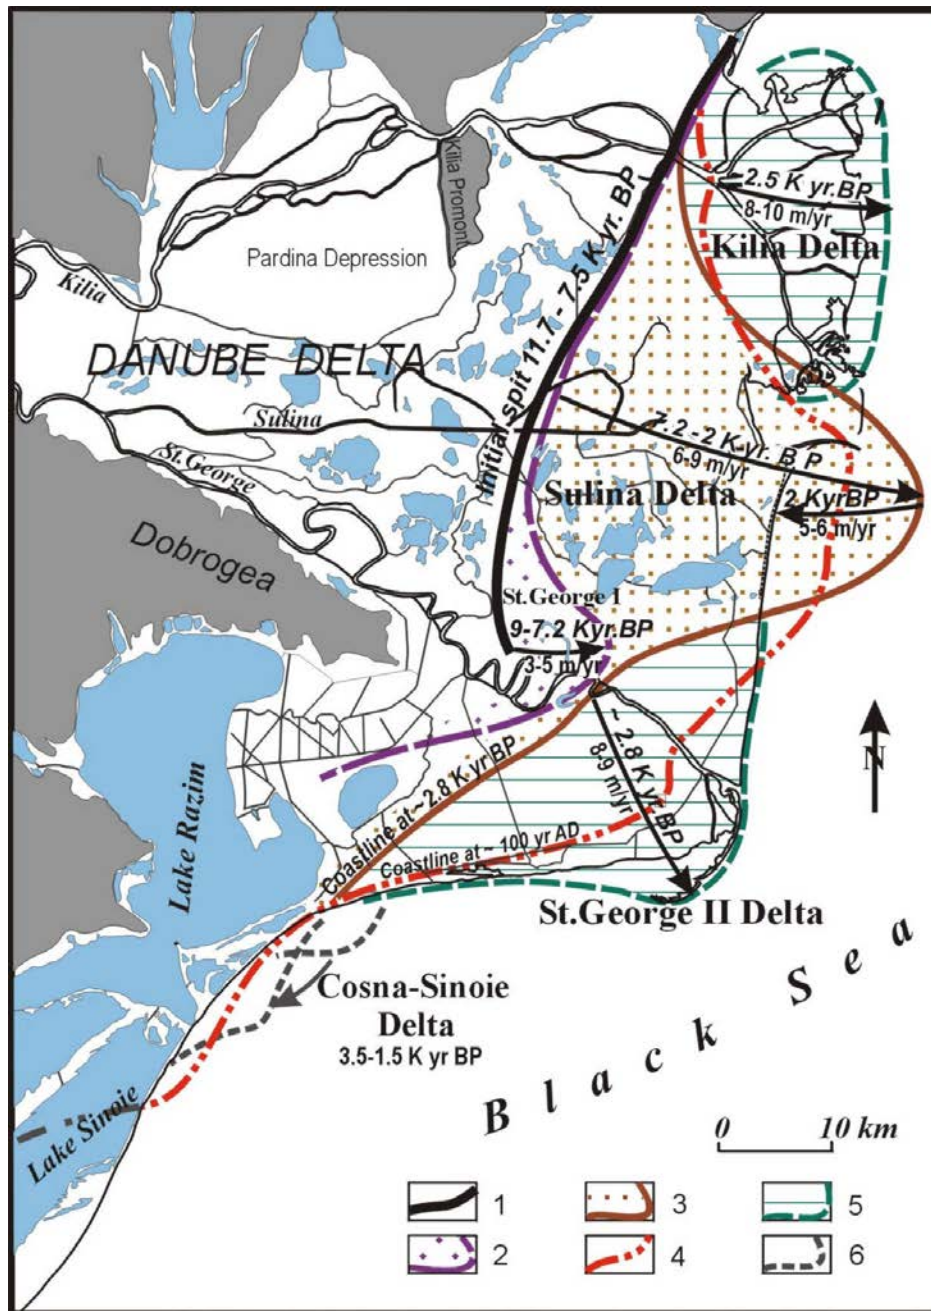 2.5 K yr.BP
8-10 m/yr
Kilia Delta
Kilia Promont.
Pardina Depression
Kilia
Initial spit 11.7 - 7.5 K yr. BP
DANUBE DELTA
Sulina
7.2 -2 K yr. B P
6-9 m/yr
St.George
Sulina Delta
2 KyrBP
5-6 m/yr
Dobrogea
St.George I
9-7.2 Kyr.BP
3-5 m/yr
~ 2.8 K yr.BP
8-9 m/yr
N
Lake Razim
Coastline at ~ 2.8 K yr BP
Coastline at ~ 100 yr AD
St.George II Delta
Black Sea
Cosna-Sinoie
Delta
3.5-1.5 K yr BP
Lake Sinoie
0 10 km
1 3 5
2 4 6